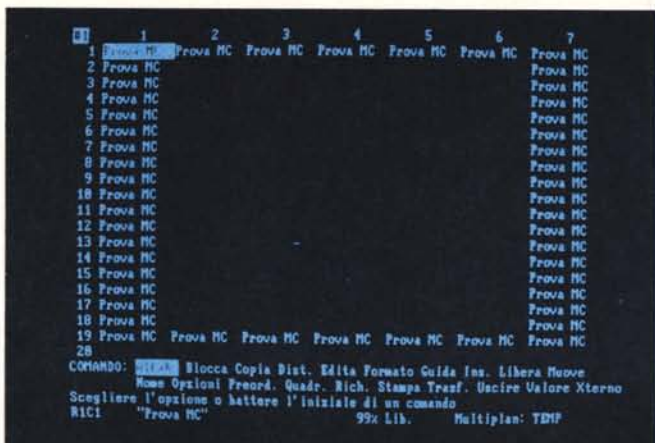 #1 1 2 3 4 5 6 7
1 Prova MC Prova MC Prova MC Prova MC Prova MC Prova MC Prova MC
2 Prova MC Prova MC
3 Prova MC Prova MC
4 Prova MC Prova MC
5 Prova MC Prova MC
6 Prova MC Prova MC
7 Prova MC Prova MC
8 Prova MC Prova MC
9 Prova MC Prova MC
10 Prova MC Prova MC
11 Prova MC Prova MC
12 Prova MC Prova MC
13 Prova MC Prova MC
14 Prova MC Prova MC
15 Prova MC Prova MC
16 Prova MC Prova MC
17 Prova MC Prova MC
18 Prova MC Prova MC
19 Prova MC Prova MC Prova MC Prova MC Prova MC Prova MC Prova MC
20
COMANDO: Blocca Copia Dist. Edita Formato Guida Ins. Libera Muove
Nome Opzioni Preord. Quadr. Rich. Stampa Trasf. Uscire Valore Xterno
Scegliere l'opzione o battere l'iniziale di un comando
R1C1 "Prova MC" 99% Lib. Multiplan: TEMP